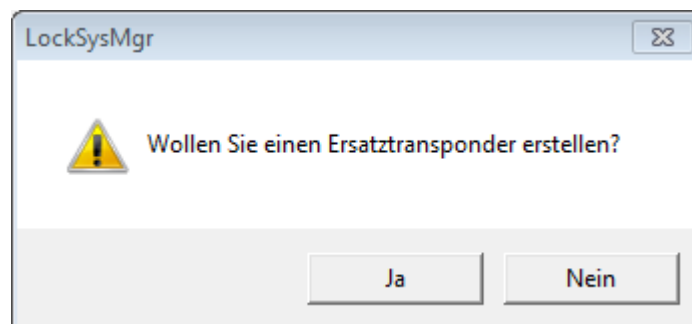 LockSysMgr
Wollen Sie einen Ersatztransponder erstellen?
Ja
Nein